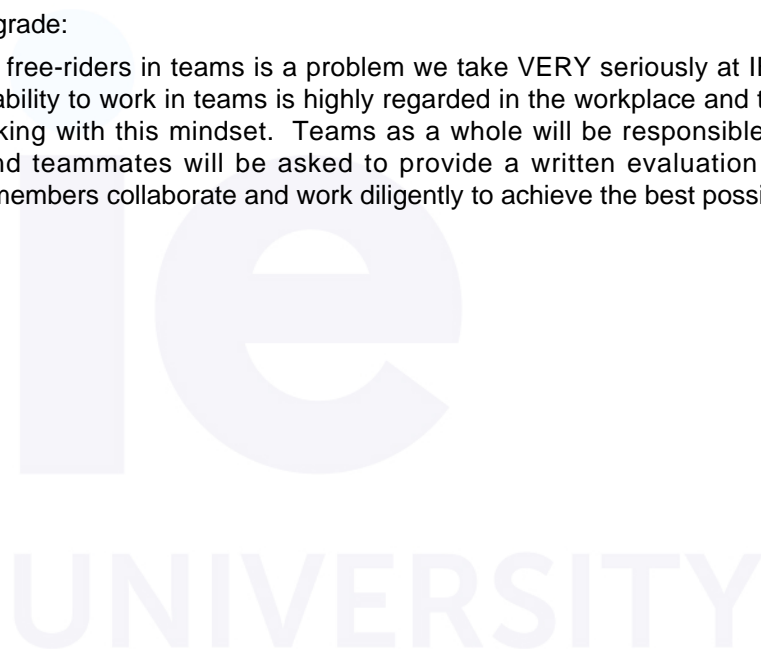 grade:
free-riders in teams is a problem we take VERY seriously at
ability to work in teams is highly regarded in the workplace and
king with this mindset. Teams as a whole will be responsible
nd teammates will be asked to provide a written evaluation
members collaborate and work diligently to achieve the best
ie
UNIVERSITY